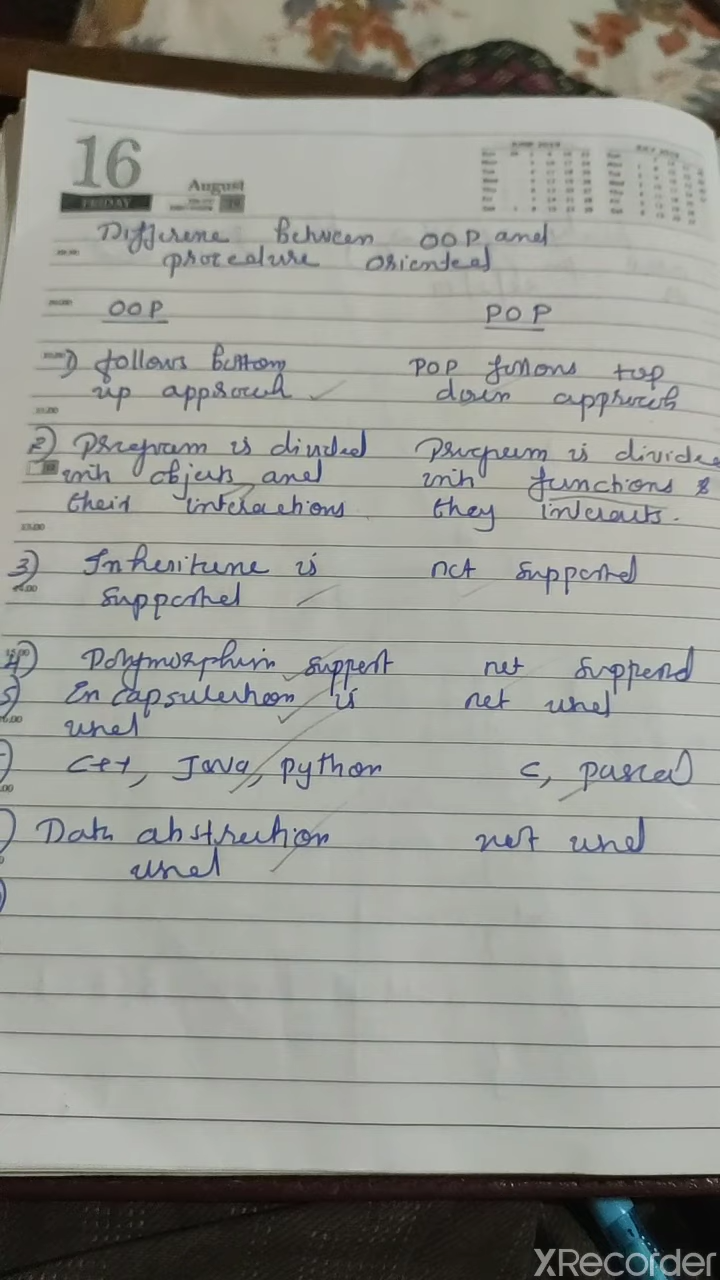 16
August
FRIDAY
Differene between OOP and
procedure oriented
OOP POP
1) follows bottom POP follows top
up approach down approach
2) Program is divided Program is divided
into objects and into functions &
their interactions they interacts.
3) Inheritune is not supported
supported
4) Polymorphism support not support
5) Encapsulation is not used
used
C++, Java, python C, pascal
Data abstraction not used
used
XRecorder